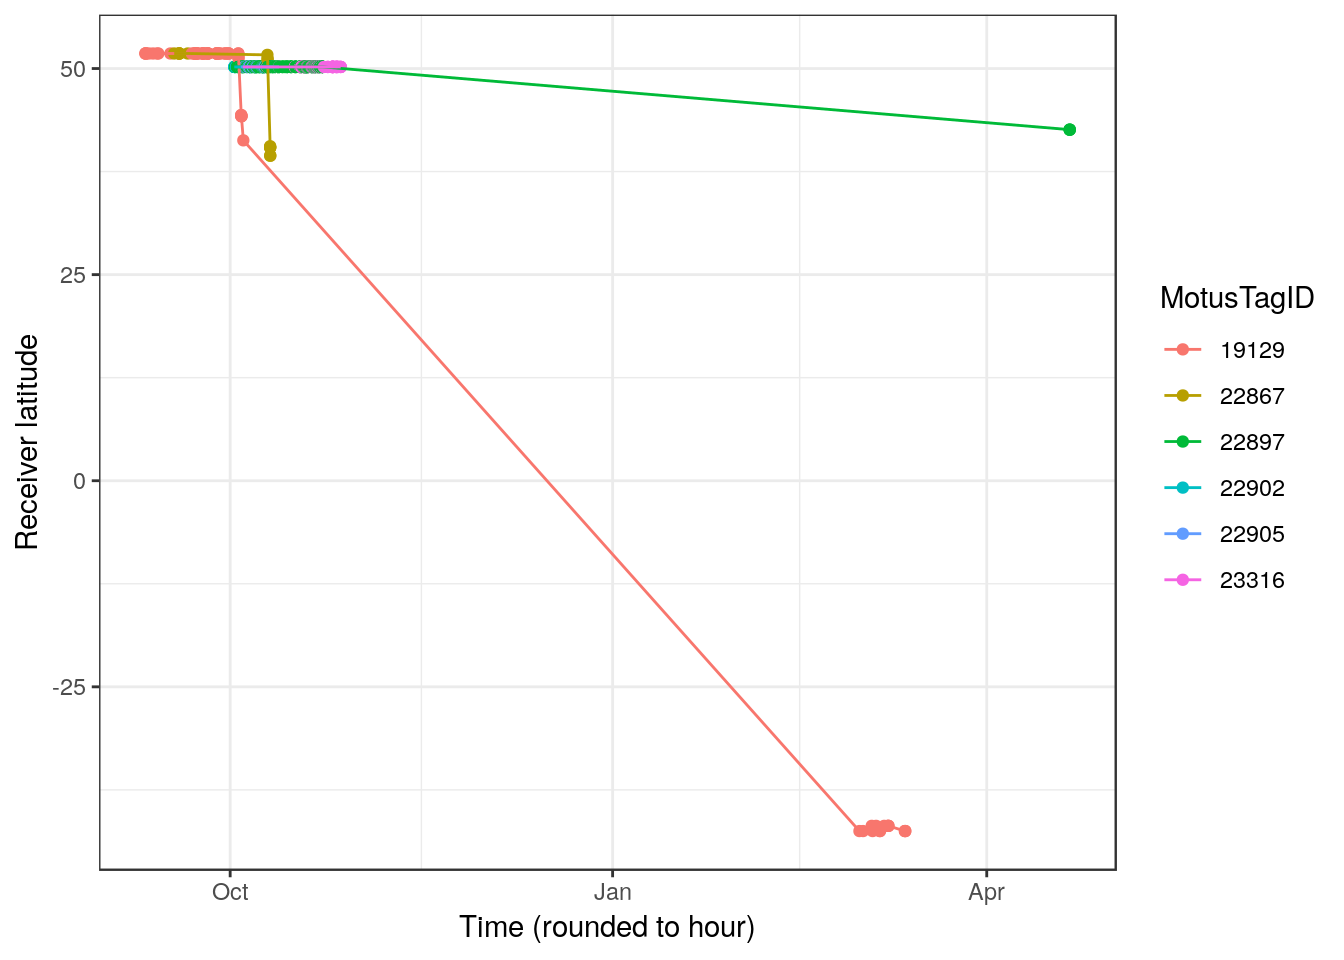 50
25
0
-25
Receiver latitude
Oct
Jan
Apr
Time (rounded to hour)
MotusTagID
19129
22867
22897
22902
22905
23316